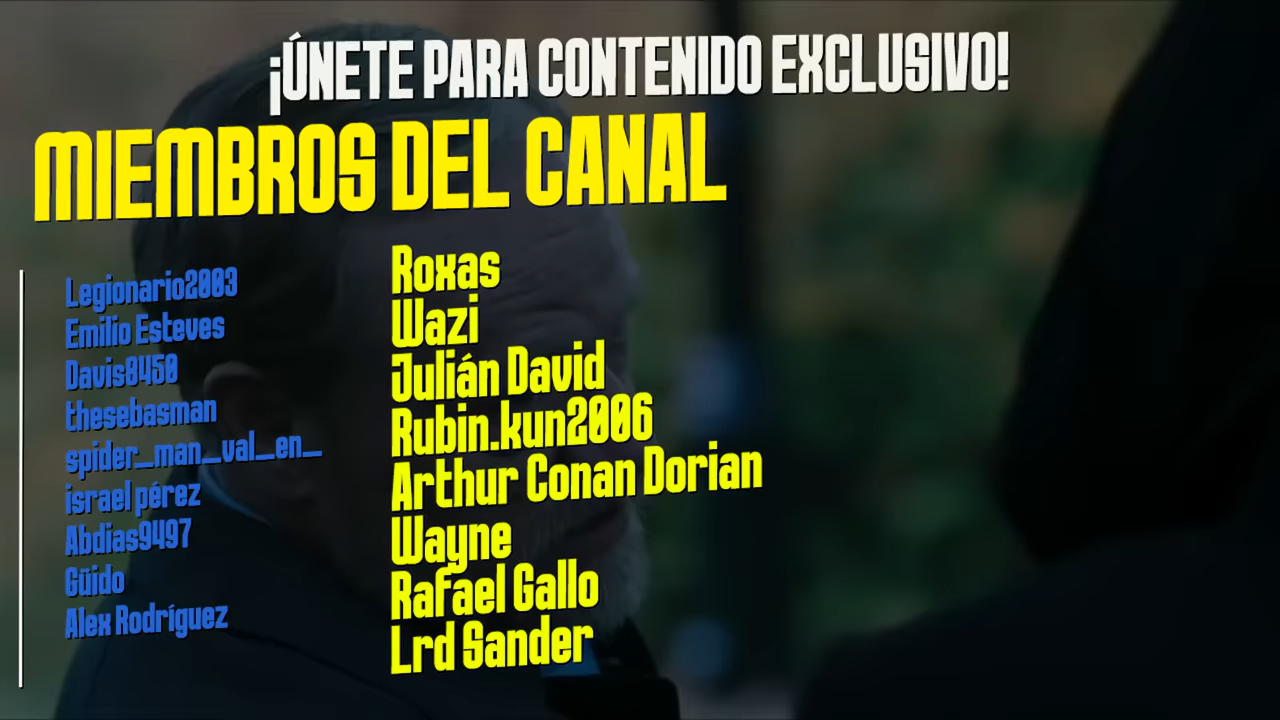 ¡ÚNETE PARA CONTENIDO EXCLUSIVO!
MIEMBROS DEL CANAL
Legionario2003
Emilio Esteves
Davis8450
thesebasman
spider_man_val_en_
israel pérez
Abdias9497
Güido
Alex Rodríguez
Roxas
Wazi
Julián David
Rubin.kun2006
Arthur Conan Dorian
Wayne
Rafael Gallo
Lrd Sander